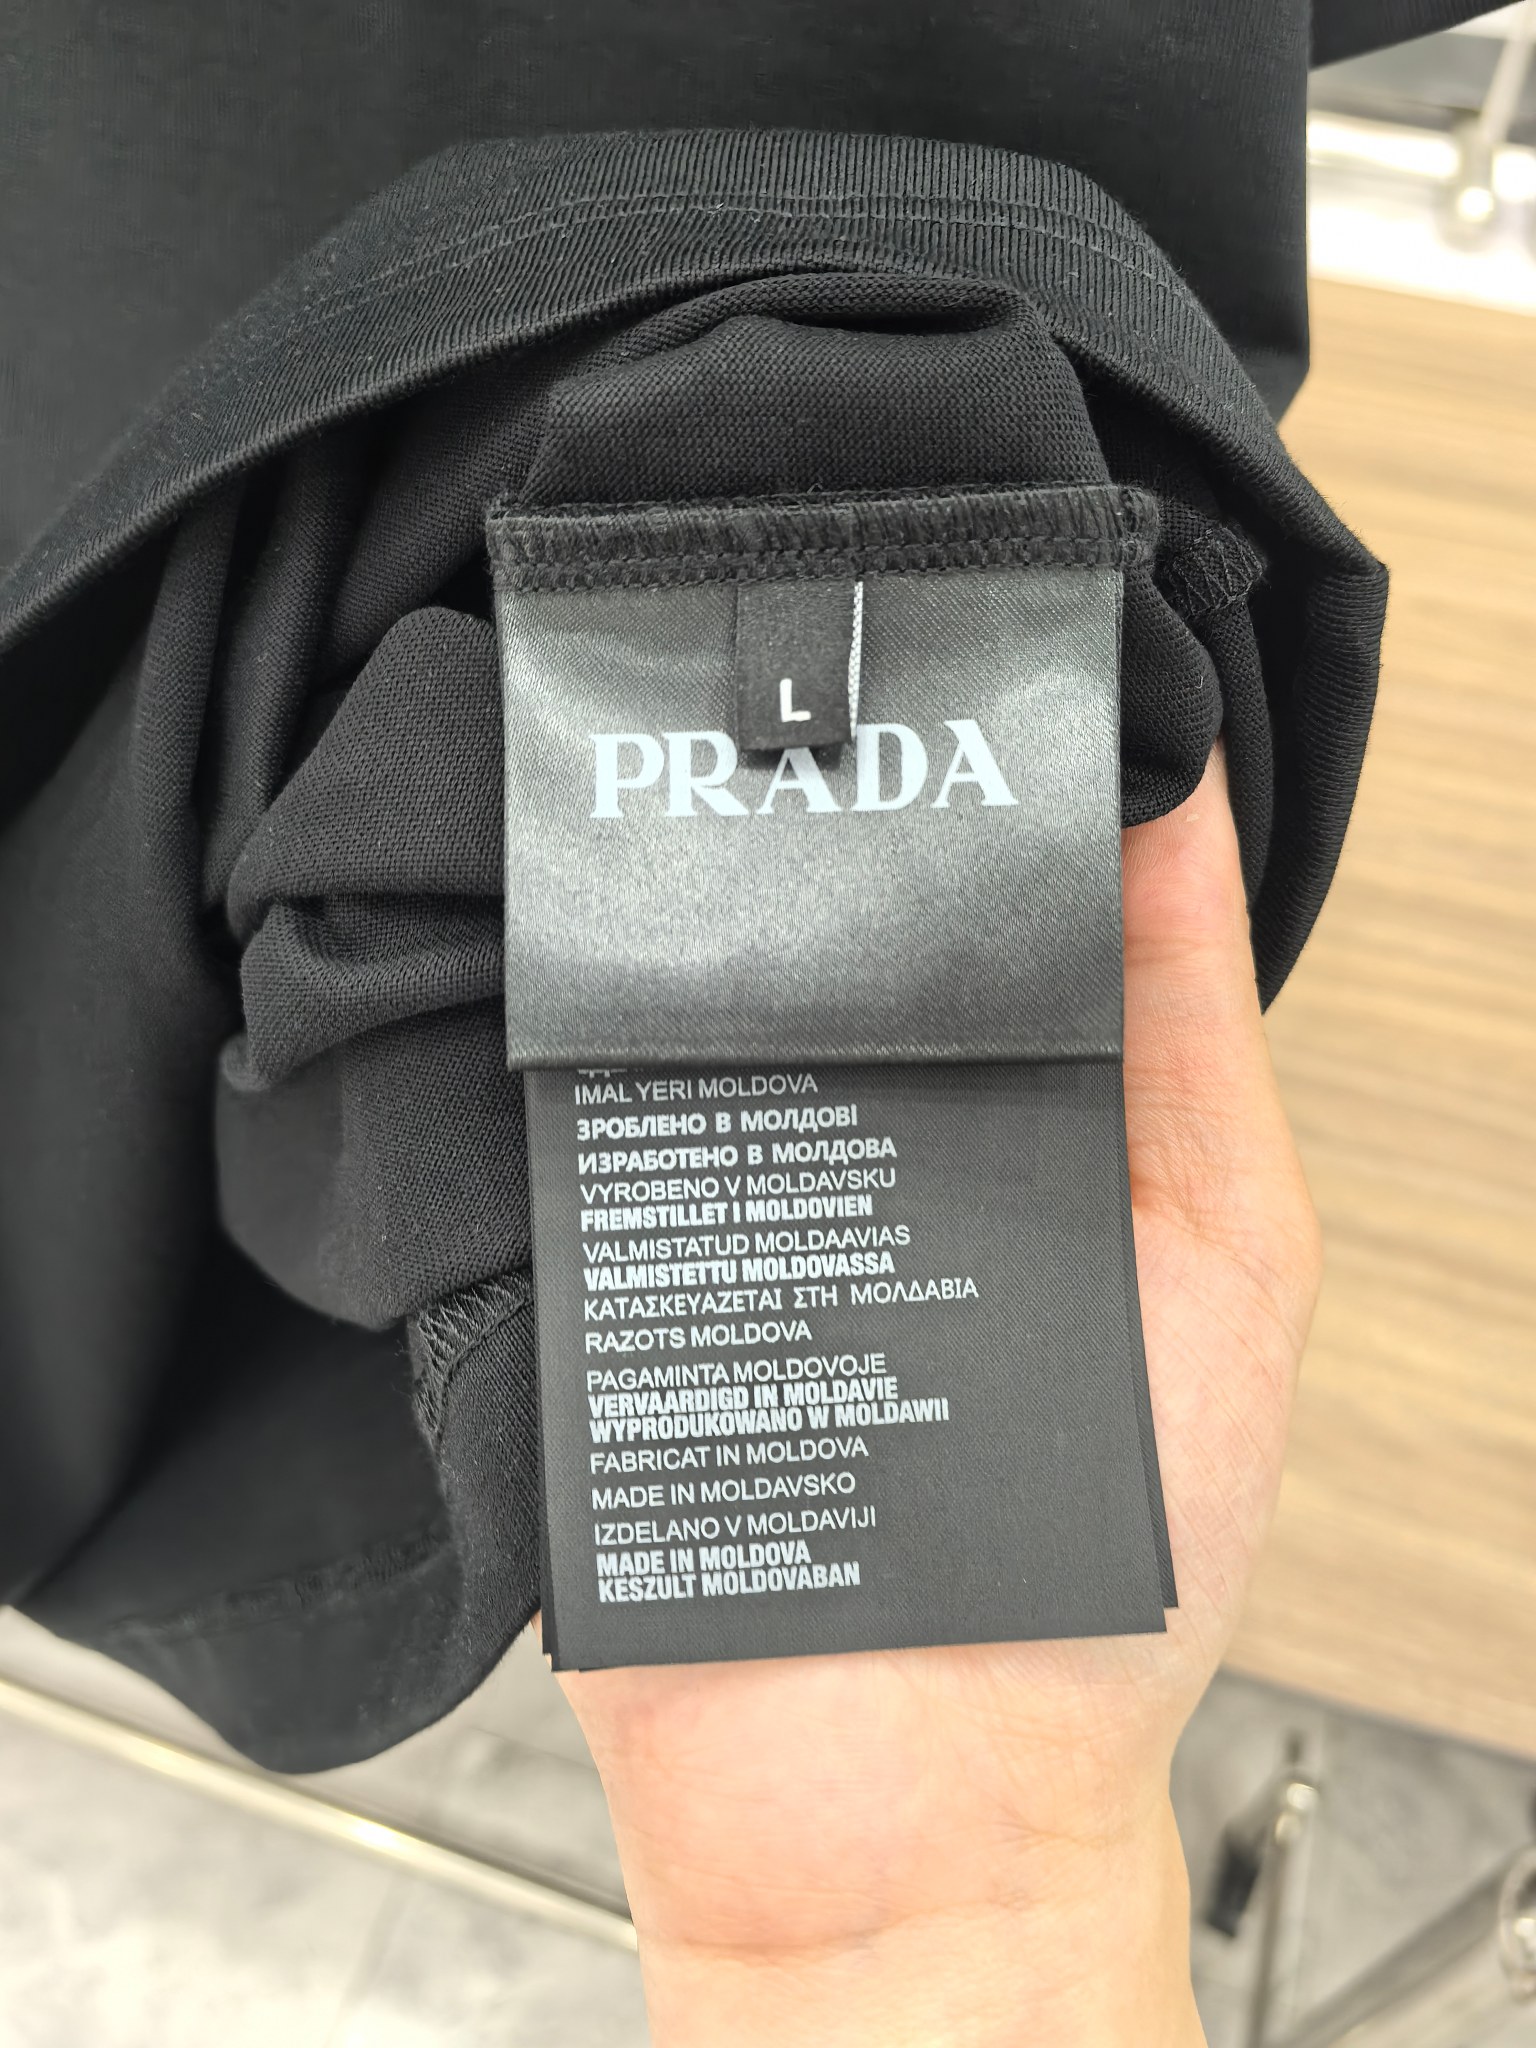 L
PRADA
IMAL YERI MOLDOVA
ЗРОБЛЕНО В МОЛДОВІ
ИЗРАБОТЕНО В МОЛДОВА
VYROBENO V MOLDAVSKU
FREMSTILLET I MOLDOVIEN
VALMISTATUD MOLDAAVIAS
VALMISTETTU MOLDOVASSA
ΚΑΤΑΣΚΕΥΑΖΕΤΑΙ ΣΤΗ ΜΟΛΔΑΒΙΑ
RAZOTS MOLDOVA
PAGAMINTA MOLDOVOJE
VERVAARDIGD IN MOLDAVIE
WYPRODUKOWANO W MOLDAWII
FABRICAT IN MOLDOVA
MADE IN MOLDAVSKO
IZDELANO V MOLDAVIJI
MADE IN MOLDOVA
KESZULT MOLDOVABAN